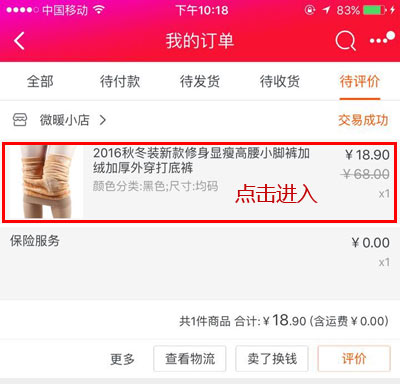 中国移动 下午10:18 83%
我的订单
全部 待付款 待发货 待收货 待评价
微暖小店 > 交易成功
2016秋冬装新款修身显瘦高腰小脚裤加 ¥18.90
绒加厚外穿打底裤 ¥68.00
颜色分类:黑色;尺寸:均码 x1
点击进入
保险服务 ¥0.00
x1
共1件商品 合计:¥18.90 (含运费¥0.00)
更多 查看物流 卖了换钱 评价